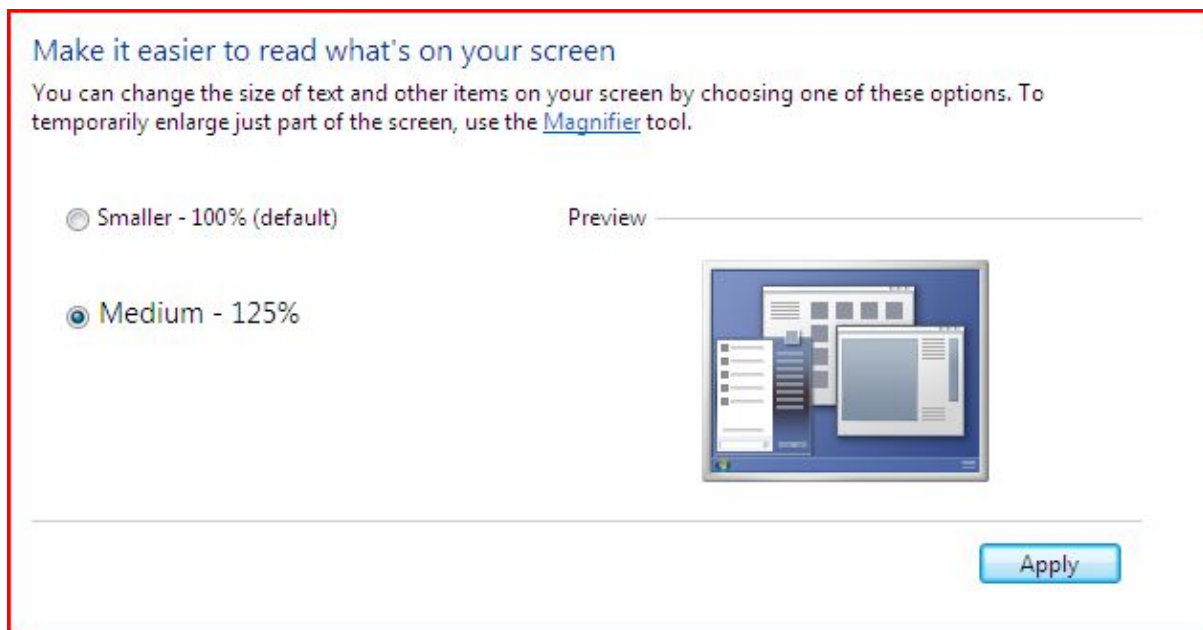 Make it easier to read what's on your screen
You can change the size of text and other items on your screen by choosing one of these options. To
temporarily enlarge just part of the screen, use the Magnifier tool.
Smaller - 100% (default)
Preview
Medium - 125%
Apply